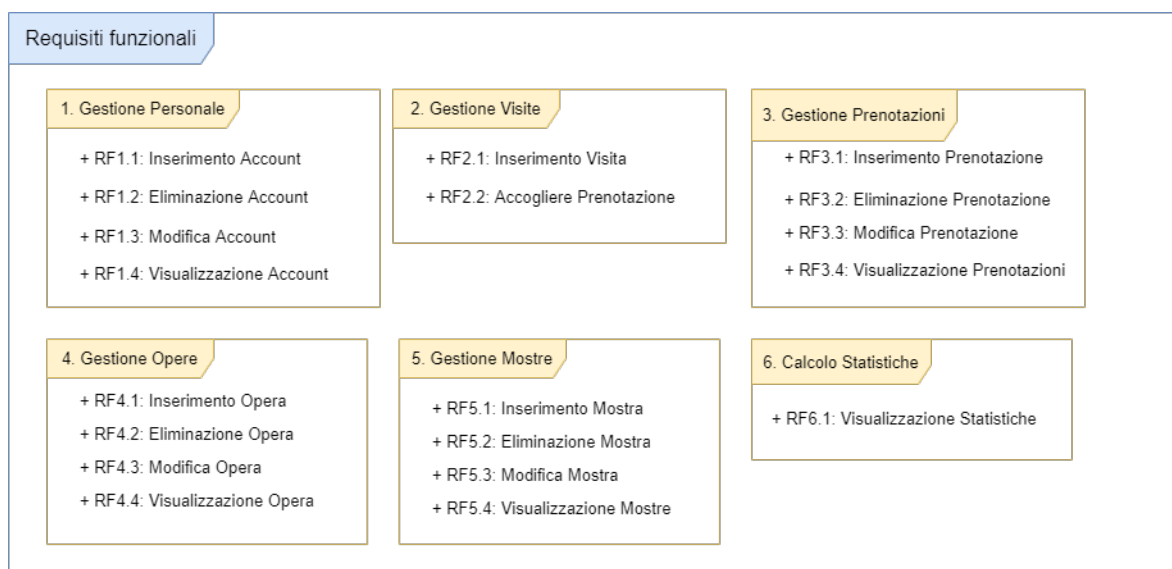 Requisiti funzionali
1. Gestione Personale
+ RF1.1: Inserimento Account
+ RF1.2: Eliminazione Account
+ RF1.3: Modifica Account
+ RF1.4: Visualizzazione Account
2. Gestione Visite
+ RF2.1: Inserimento Visita
+ RF2.2: Accogliere Prenotazione
3. Gestione Prenotazioni
+ RF3.1: Inserimento Prenotazione
+ RF3.2: Eliminazione Prenotazione
+ RF3.3: Modifica Prenotazione
+ RF3.4: Visualizzazione Prenotazioni
4. Gestione Opere
+ RF4.1: Inserimento Opera
+ RF4.2: Eliminazione Opera
+ RF4.3: Modifica Opera
+ RF4.4: Visualizzazione Opera
5. Gestione Mostre
+ RF5.1: Inserimento Mostra
+ RF5.2: Eliminazione Mostra
+ RF5.3: Modifica Mostra
+ RF5.4: Visualizzazione Mostre
6. Calcolo Statistiche
+ RF6.1: Visualizzazione Statistiche